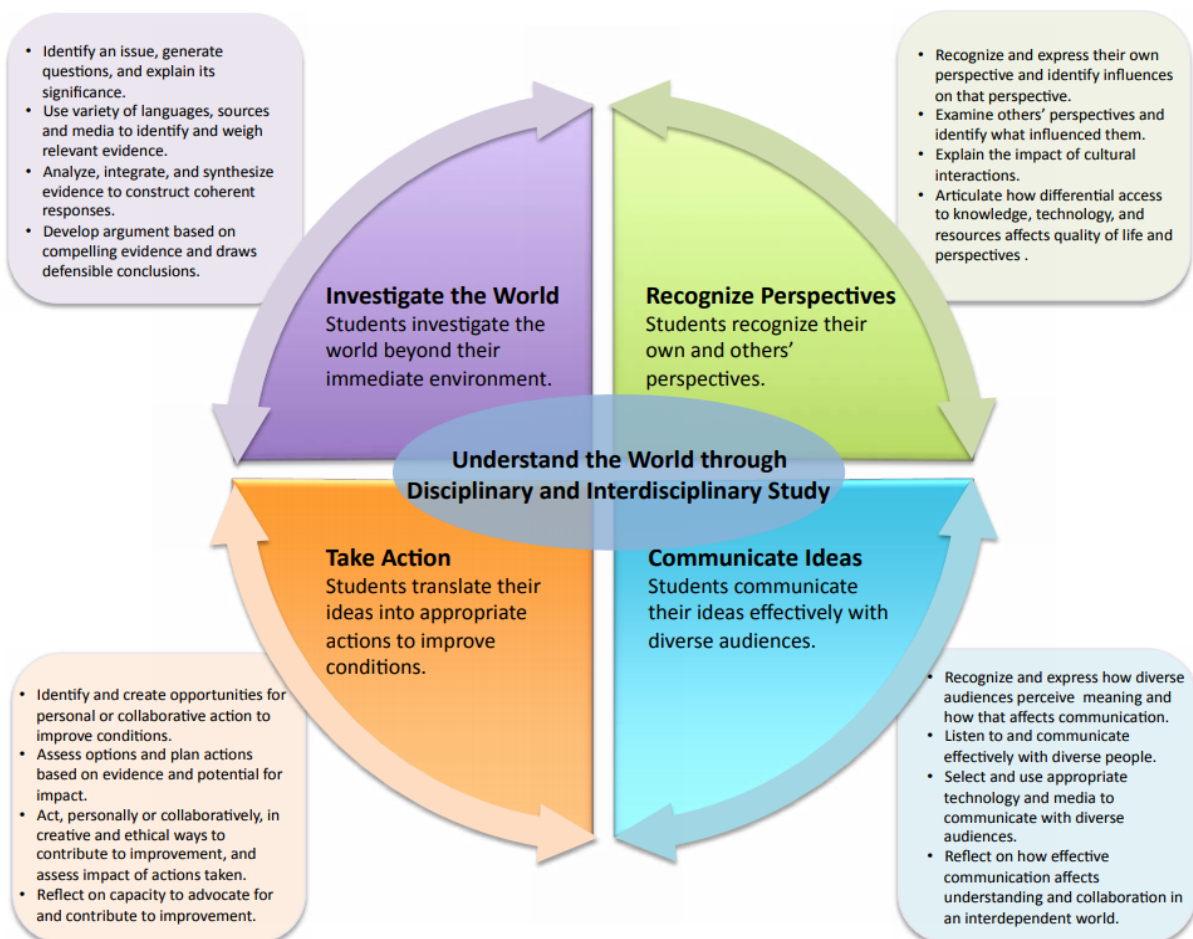 • Identify an issue, generate
questions, and explain its
significance.
• Use variety of languages, sources
and media to identify and weigh
relevant evidence.
• Analyze, integrate, and synthesize
evidence to construct coherent
responses.
• Develop argument based on
compelling evidence and draws
defensible conclusions.
• Recognize and express their own
perspective and identify influences
on that perspective.
• Examine others’ perspectives and
identify what influenced them.
• Explain the impact of cultural
interactions.
• Articulate how differential access
to knowledge, technology, and
resources affects quality of life and
perspectives .
Investigate the World
Students investigate the
world beyond their
immediate environment.
Recognize Perspectives
Students recognize their
own and others’
perspectives.
Understand the World through
Disciplinary and Interdisciplinary Study
Take Action
Students translate their
ideas into appropriate
actions to improve
conditions.
Communicate Ideas
Students communicate
their ideas effectively with
diverse audiences.
• Identify and create opportunities for
personal or collaborative action to
improve conditions.
• Assess options and plan actions
based on evidence and potential for
impact.
• Act, personally or collaboratively, in
creative and ethical ways to
contribute to improvement, and
assess impact of actions taken.
• Reflect on capacity to advocate for
and contribute to improvement.
• Recognize and express how diverse
audiences perceive meaning and
how that affects communication.
• Listen to and communicate
effectively with diverse people.
• Select and use appropriate
technology and media to
communicate with diverse
audiences.
• Reflect on how effective
communication affects
understanding and collaboration in
an interdependent world.